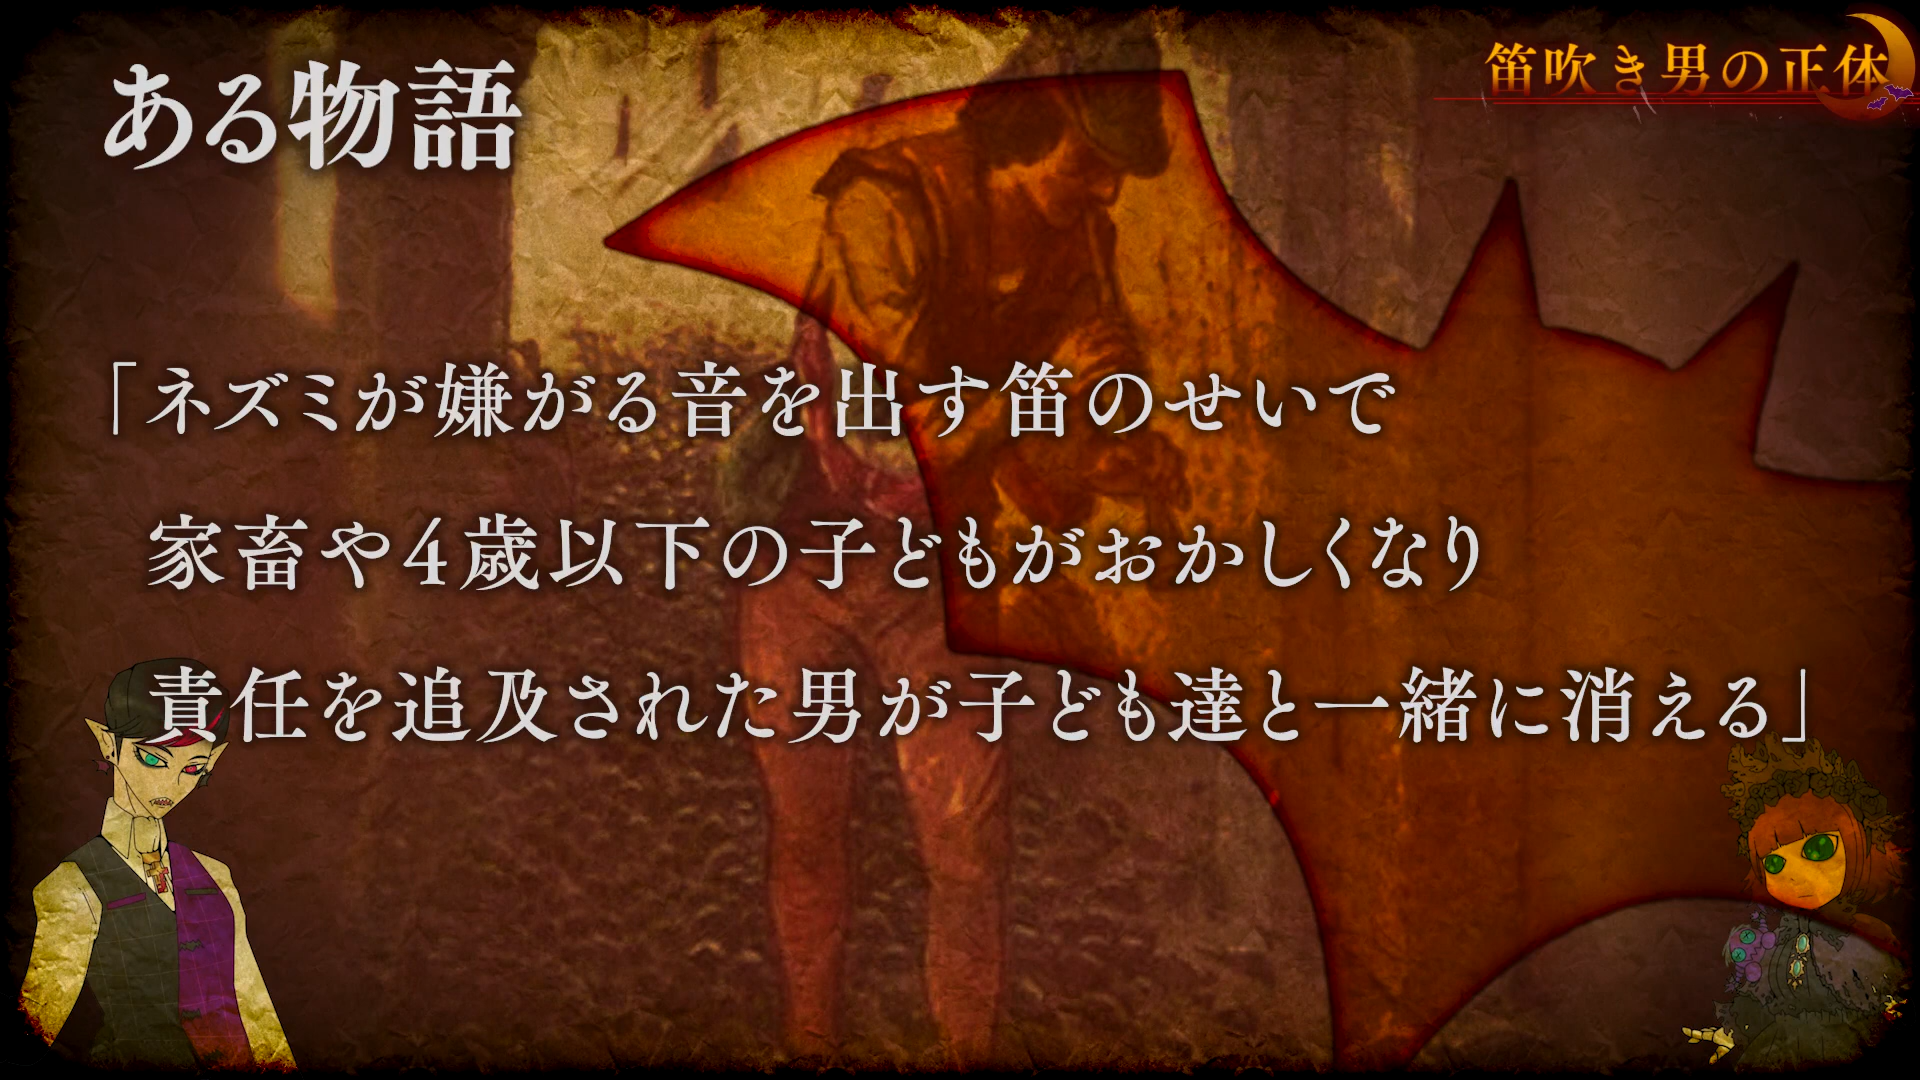 ある物語
笛吹き男の正体
「ネズミが嫌がる音を出す笛のせいで
家畜や4歳以下の子どもがおかしくなり
責任を追及された男が子ども達と一緒に消える」